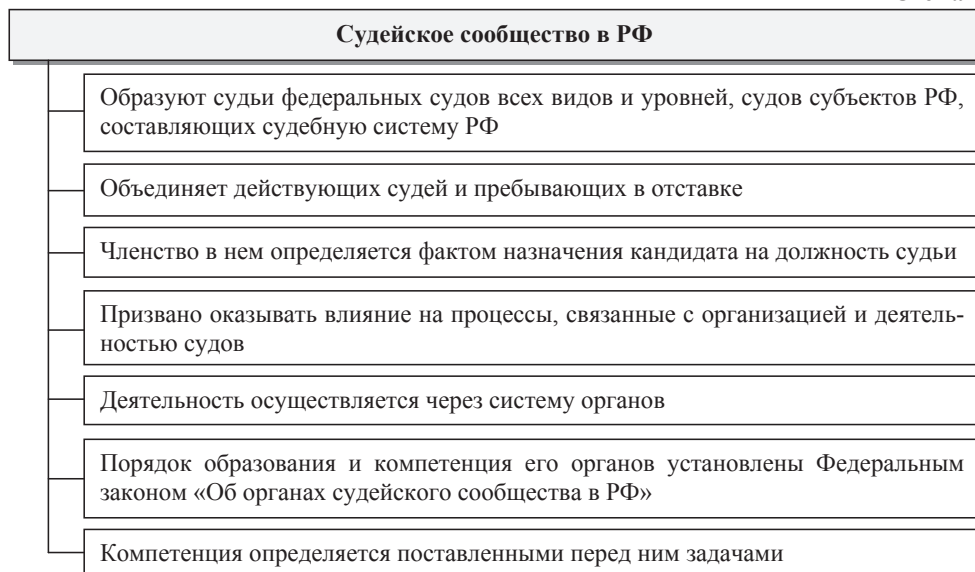 Судейское сообщество в РФ
Образуют судьи федеральных судов всех видов и уровней, судов субъектов РФ,
составляющих судебную систему РФ
Объединяет действующих судей и пребывающих в отставке
Членство в нем определяется фактом назначения кандидата на должность судьи
Призвано оказывать влияние на процессы, связанные с организацией и деятель-
ностью судов
Деятельность осуществляется через систему органов
Порядок образования и компетенция его органов установлены Федеральным
законом «Об органах судейского сообщества в РФ»
Компетенция определяется поставленными перед ним задачами